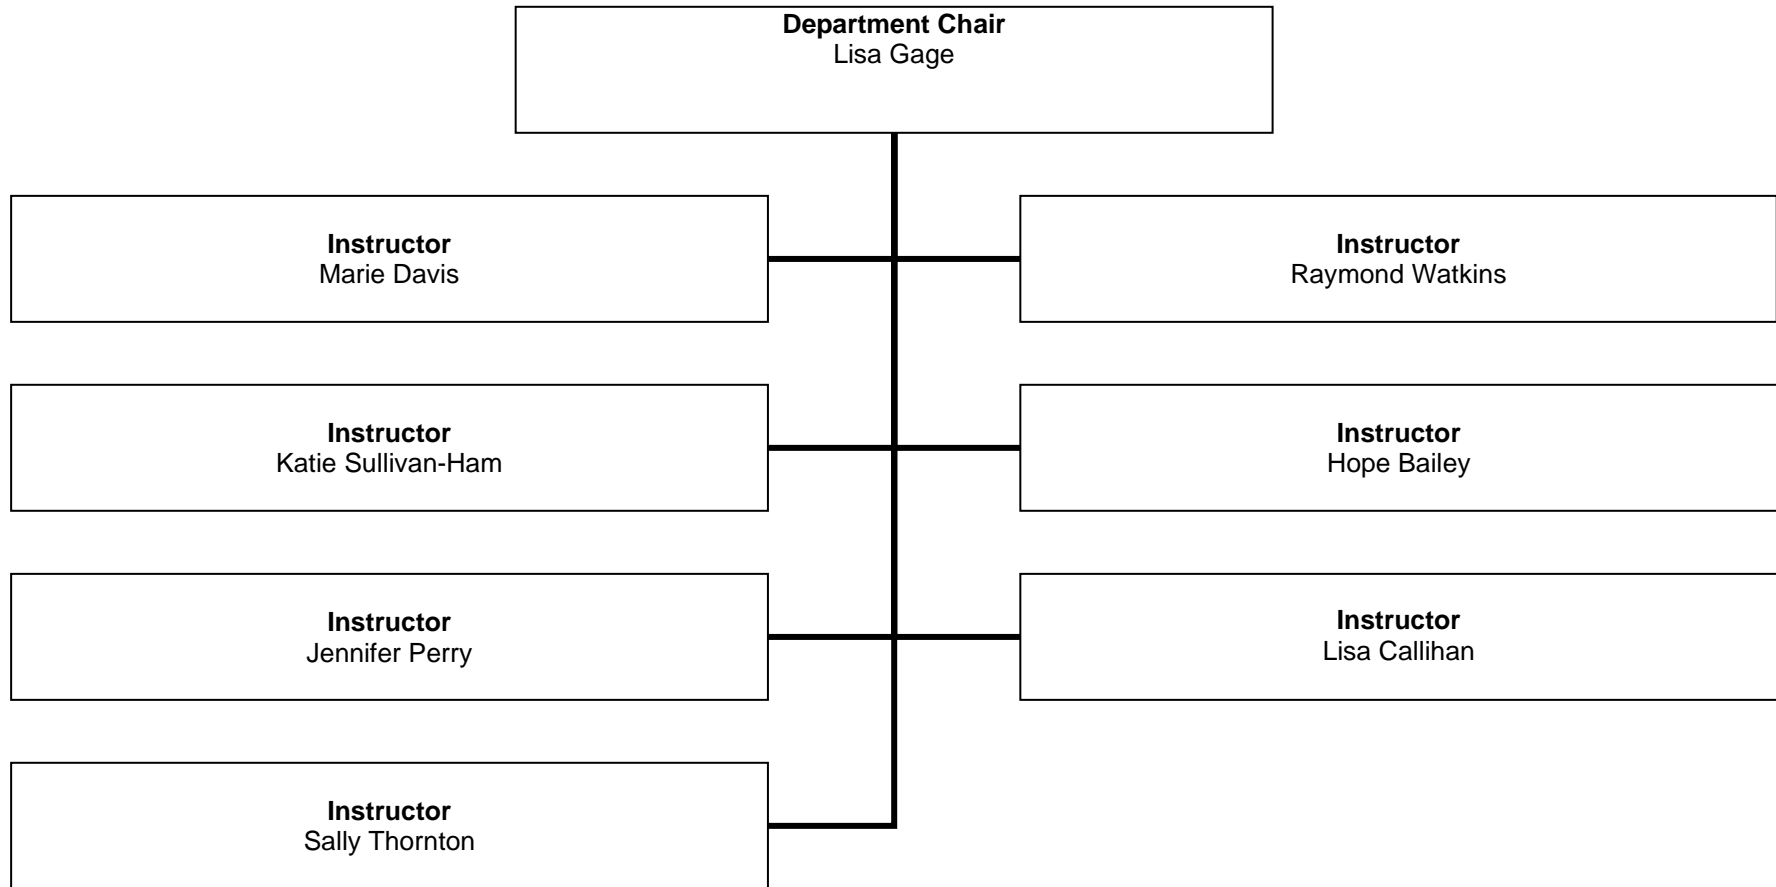 Department Chair
Lisa Gage
Instructor
Marie Davis
Instructor
Raymond Watkins
Instructor
Katie Sullivan-Ham
Instructor
Hope Bailey
Instructor
Jennifer Perry
Instructor
Lisa Callihan
Instructor
Sally Thornton